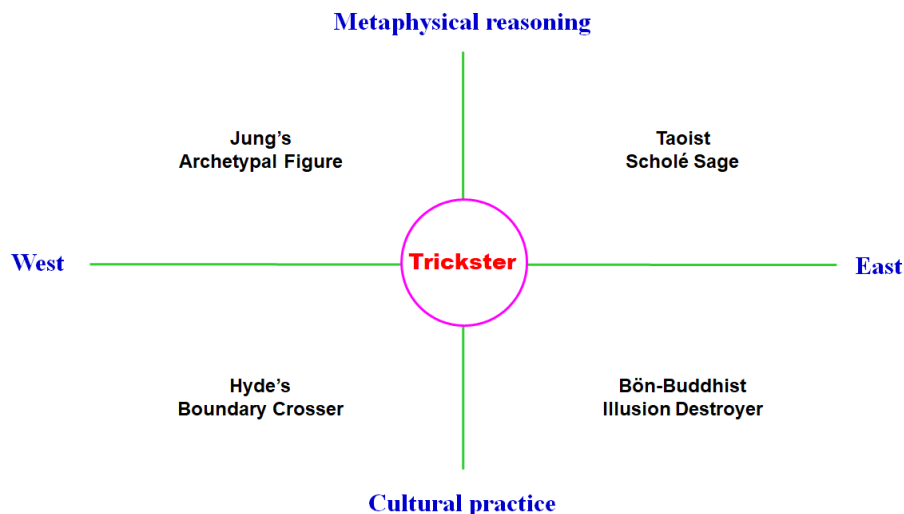 Metaphysical reasoning
Jung’s
Archetypal Figure
Taoist
Scholé Sage
West
Trickster
East
Hyde’s
Boundary Crosser
Bön-Buddhist
Illusion Destroyer
Cultural practice